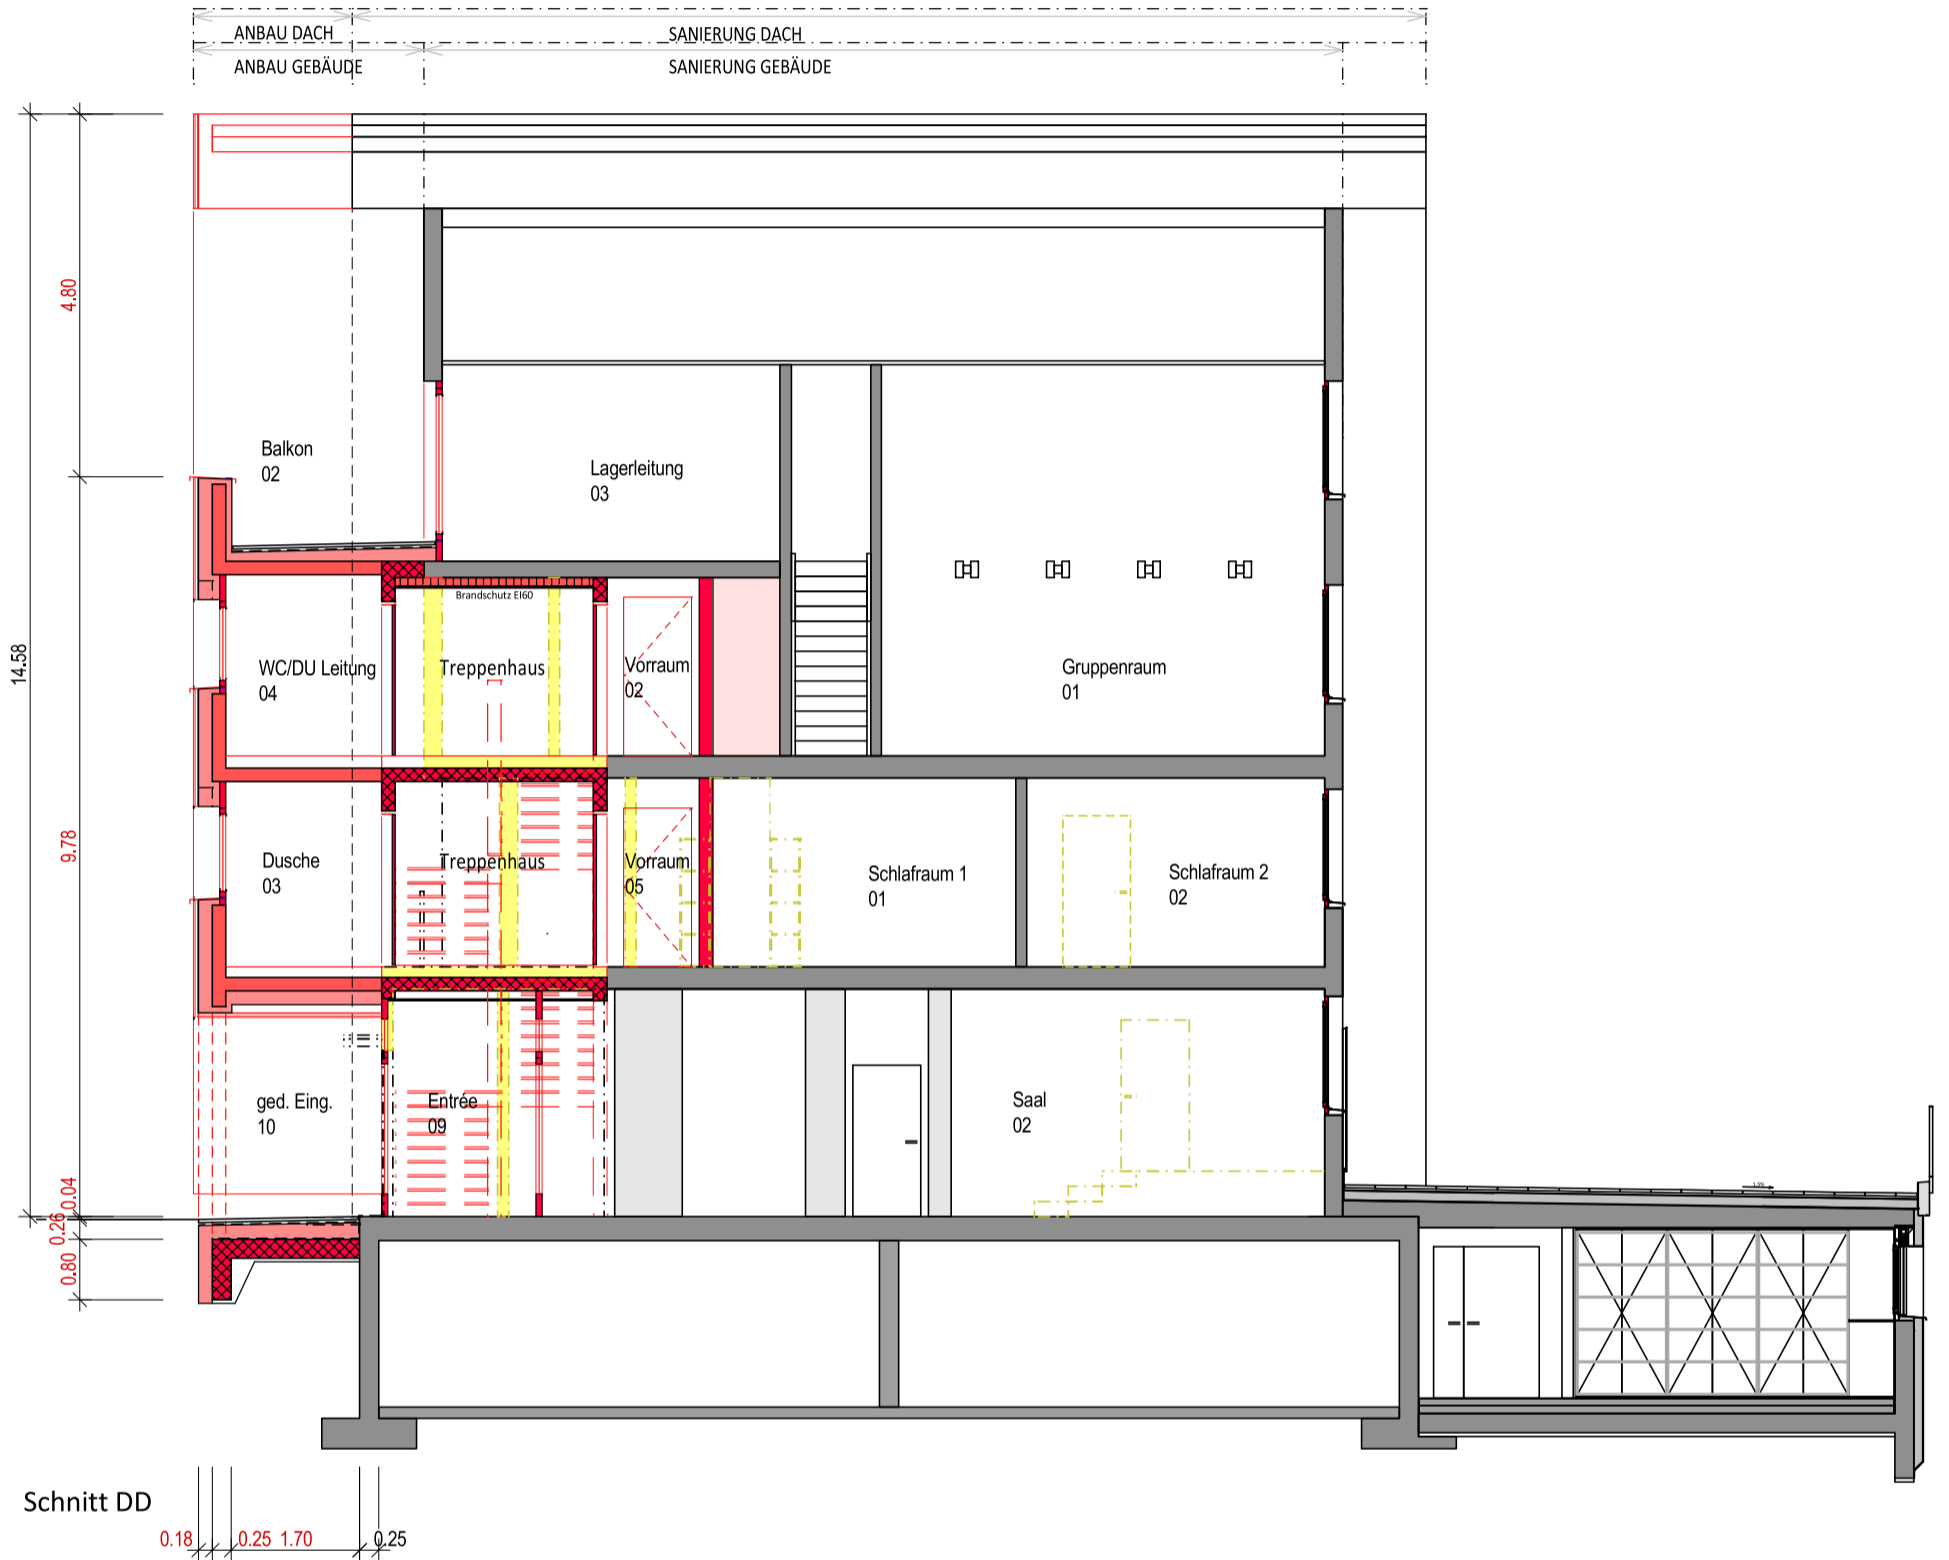 ANBAU DACH
SANIERUNG DACH
ANBAU GEBÄUDE
SANIERUNG GEBÄUDE
4.80
14.58
9.78
0.04
0.26
0.80
Balkon
02
Lagerleitung
03
Brandschutz EI60
WC/DU Leitung
04
Treppenhaus
Vorraum
02
Gruppenraum
01
Dusche
03
Treppenhaus
Vorraum
05
Schlafraum 1
01
Schlafraum 2
02
ged. Eing.
10
Entrée
09
Saal
02
Schnitt DD
0.18
0.25
1.70
0.25